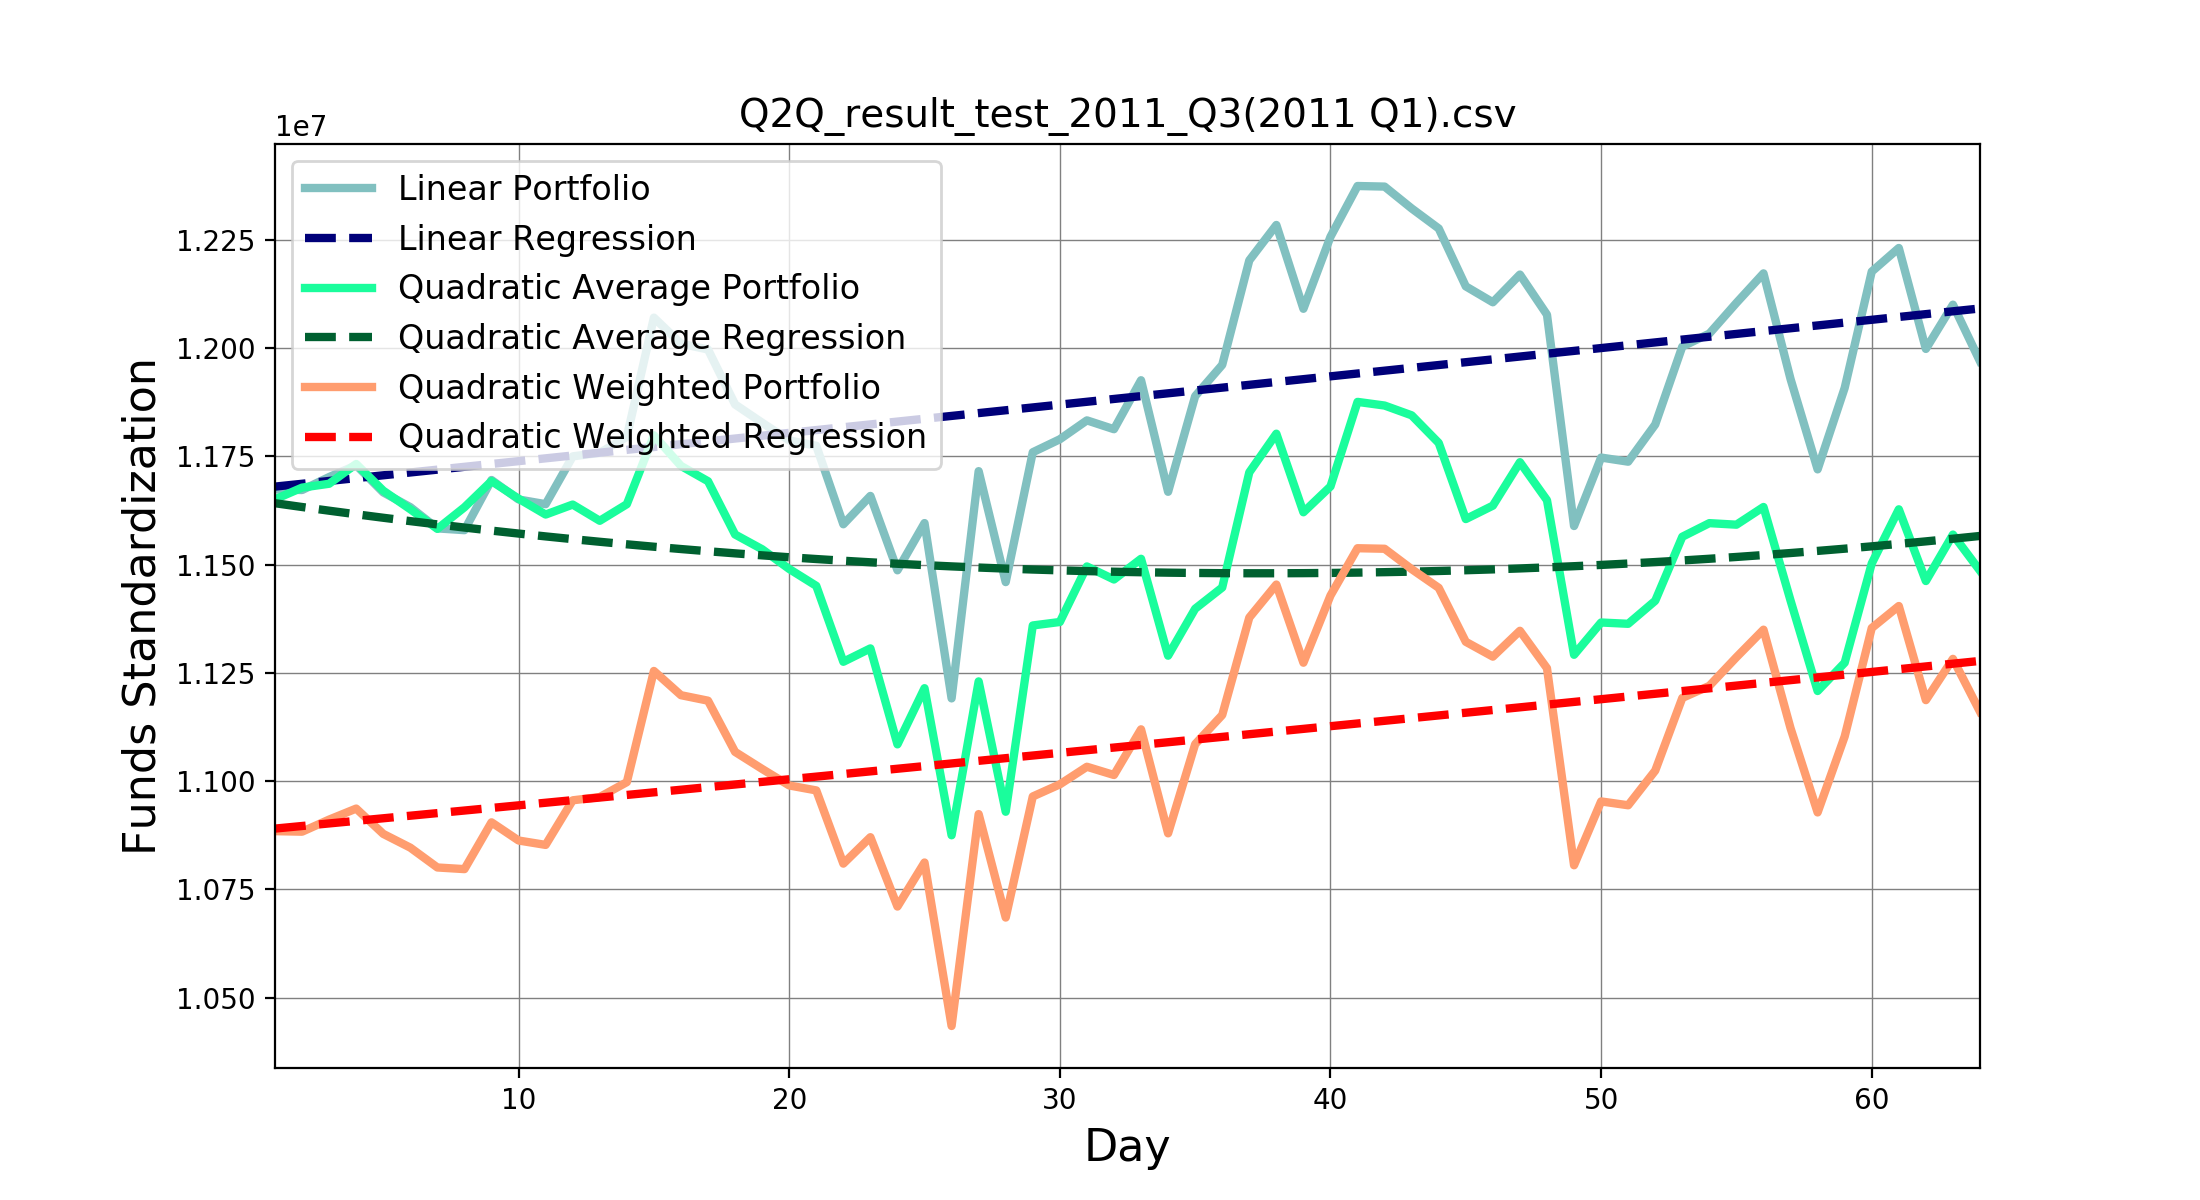 Q2Q_result_test_2011_Q3(2011 Q1).csv
1e7
Linear Portfolio
Linear Regression
Quadratic Average Portfolio
Quadratic Average Regression
Quadratic Weighted Portfolio
Quadratic Weighted Regression
Funds Standardization
1.225
1.200
1.175
1.150
1.125
1.100
1.075
1.050
10 20 30 40 50 60
Day